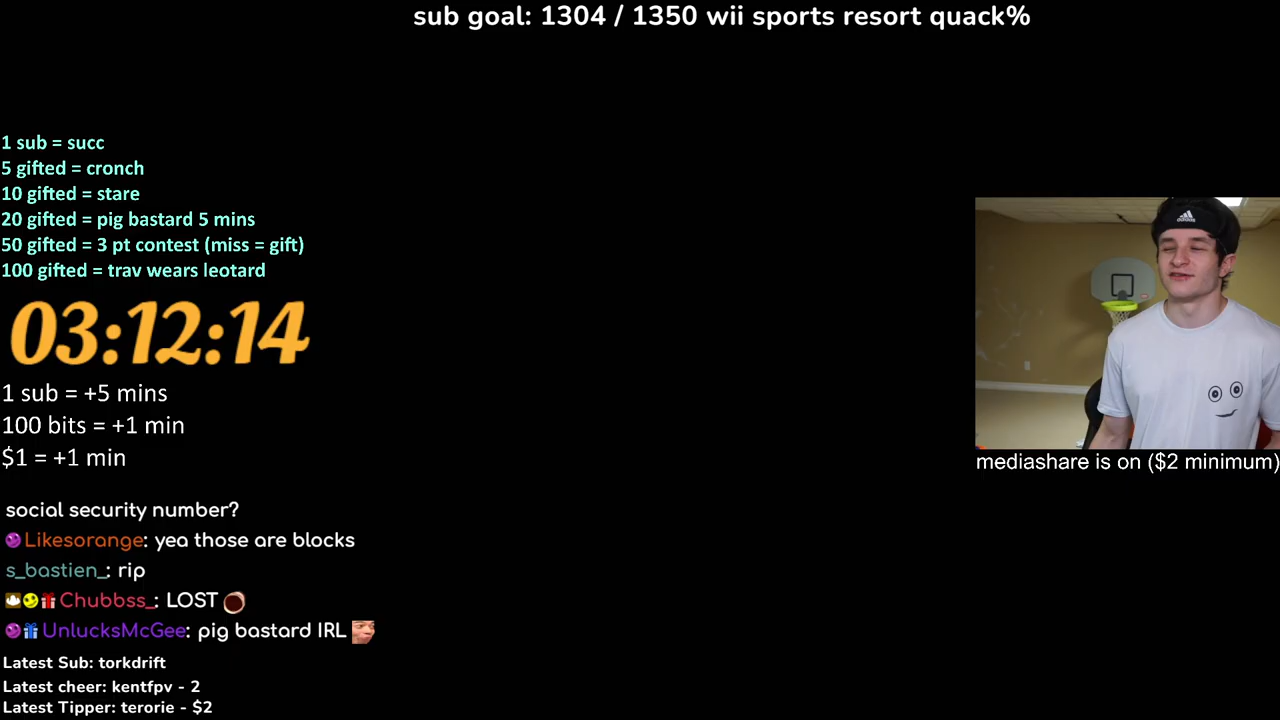 sub goal: 1304 / 1350 wii sports resort quack%
1 sub = succ
5 gifted = cronch
10 gifted = stare
20 gifted = pig bastard 5 mins
50 gifted = 3 pt contest (miss = gift)
100 gifted = trav wears leotard
03:12:14
1 sub = +5 mins
100 bits = +1 min
$1 = +1 min
mediashare is on ($2 minimum)
social security number?
Likesorange: yea those are blocks
s_bastien_: rip
Chubbss_: LOST
UnlucksMcGee: pig bastard IRL
Latest Sub: torkdrift
Latest cheer: kentfpv - 2
Latest Tipper: terorie - $2